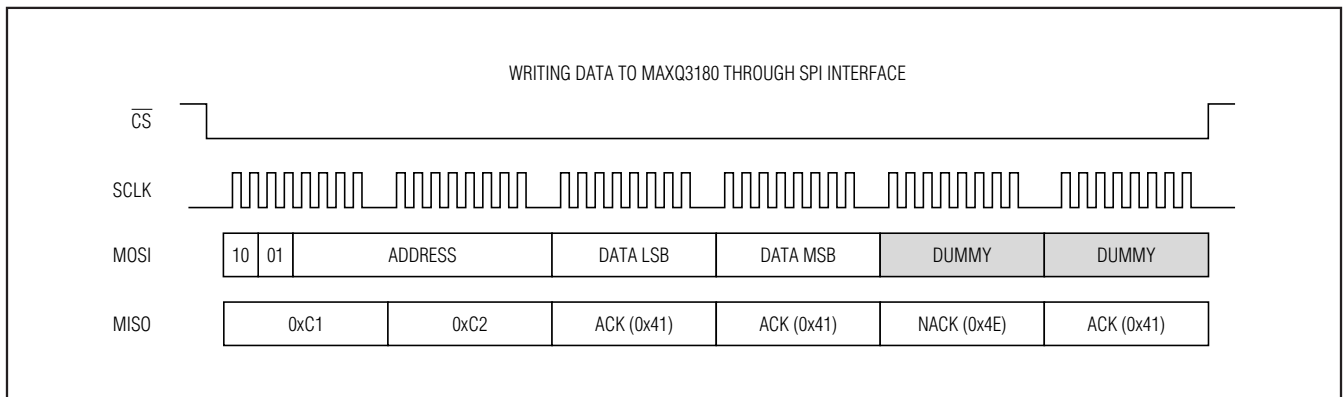 WRITING DATA TO MAXQ3180 THROUGH SPI INTERFACE
CS
SCLK
MOSI 10 01 ADDRESS DATA LSB DATA MSB DUMMY DUMMY
MISO 0xC1 0xC2 ACK (0x41) ACK (0x41) NACK (0x4E) ACK (0x41)